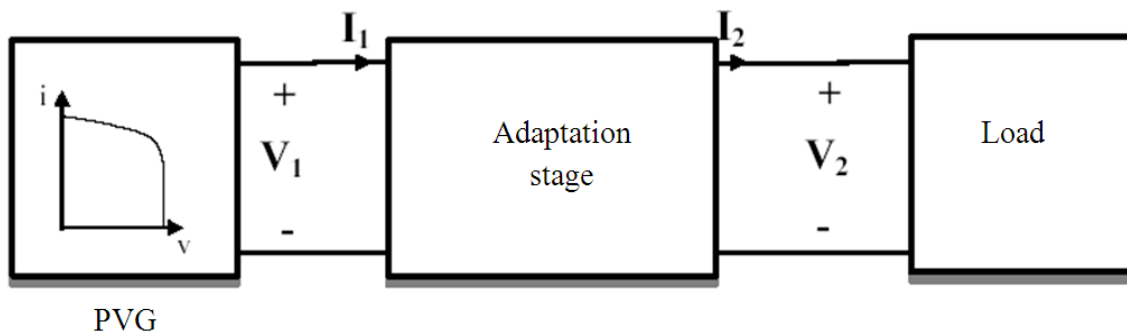 I₁
I₂
i
v
+
V₁
-
Adaptation
stage
+
V₂
-
Load
PVG